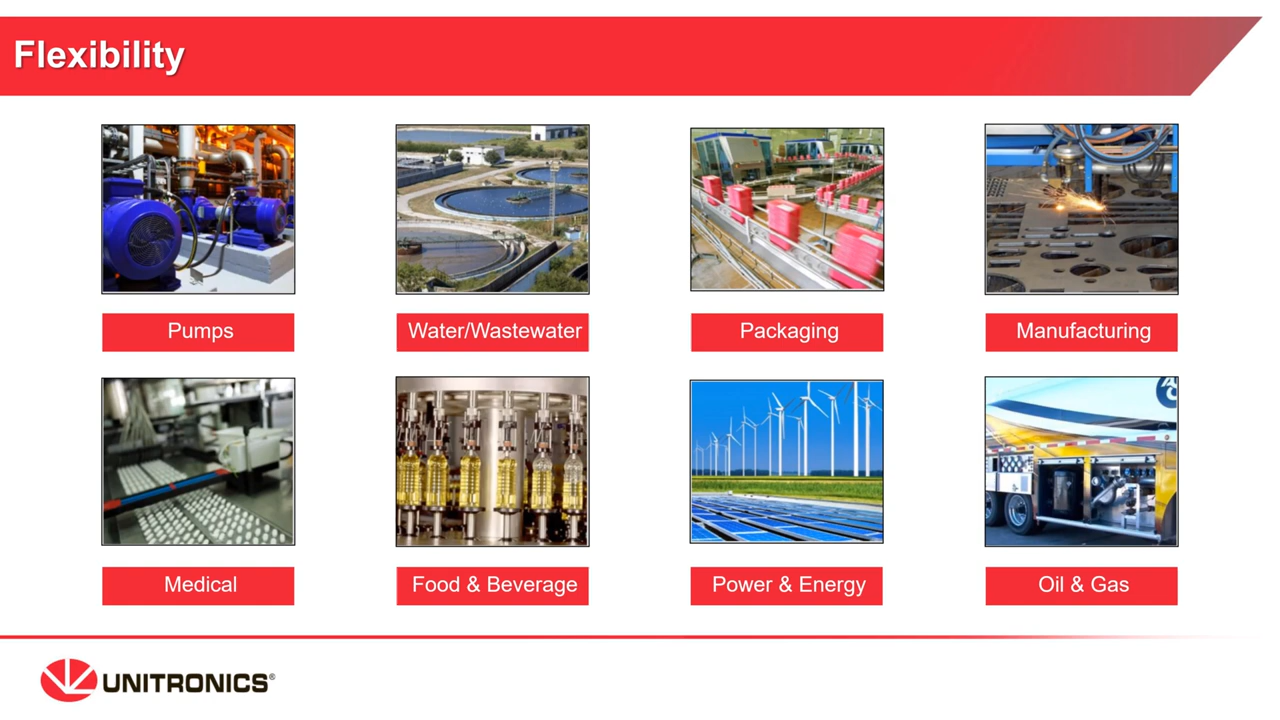 Flexibility
Pumps
Water/Wastewater
Packaging
Manufacturing
Medical
Food & Beverage
Power & Energy
Oil & Gas
UNITRONICS®